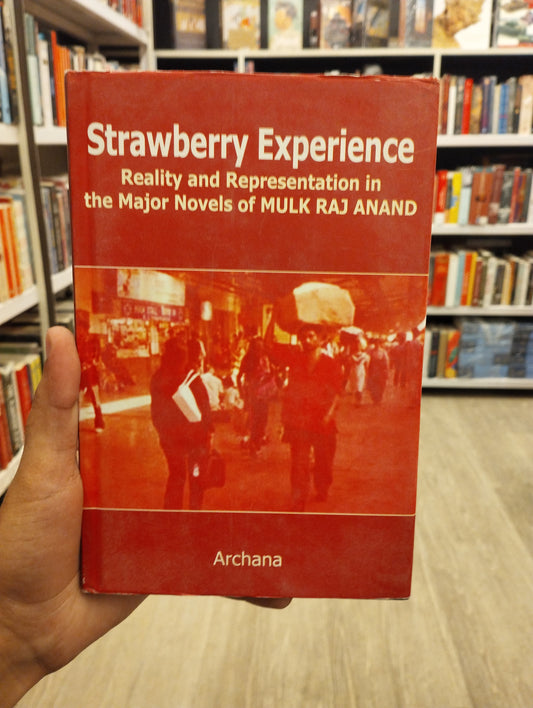 Strawberry Experience
Reality and Representation in
the Major Novels of MULK RAJ ANAND
Archana